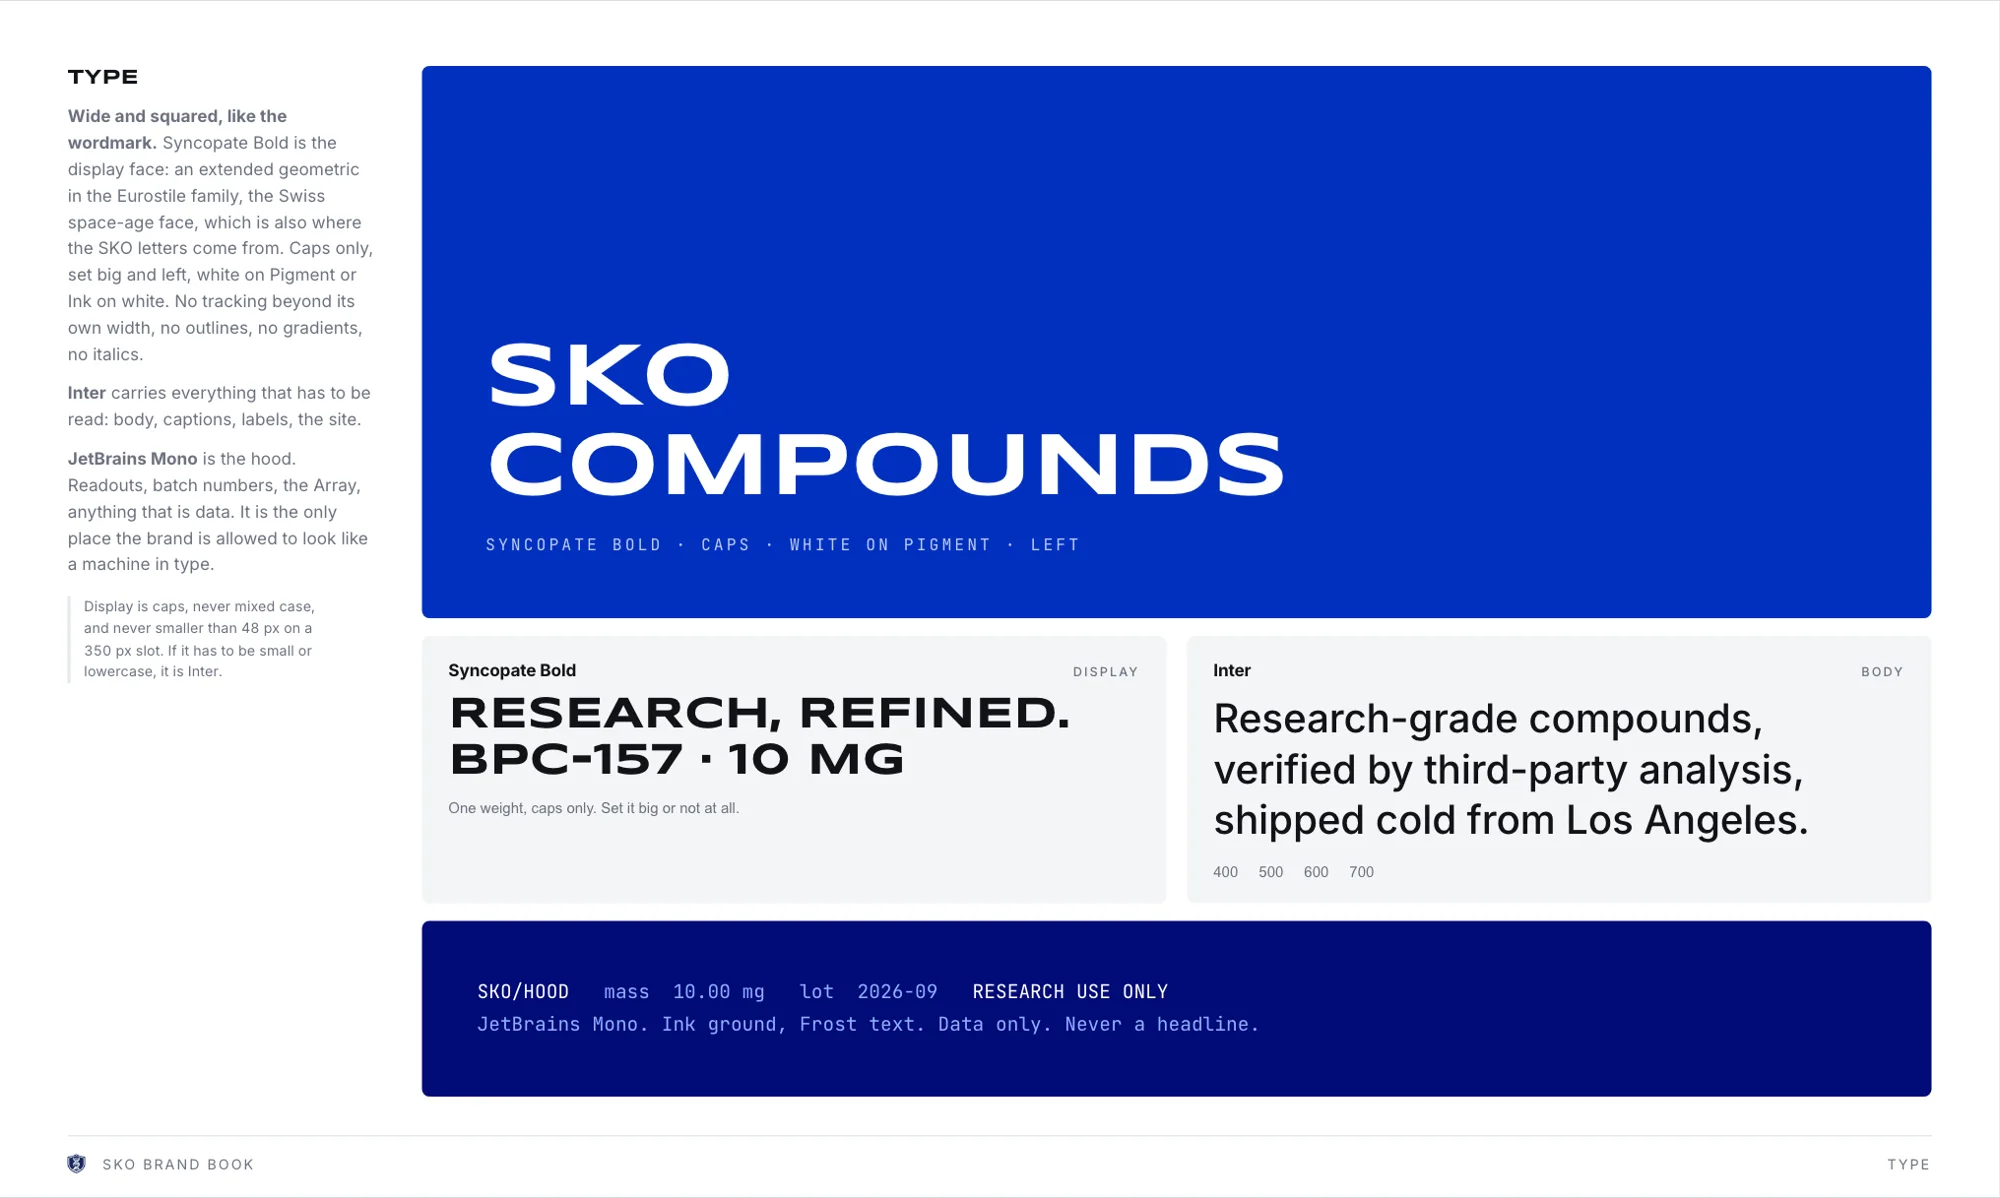 TYPE
Wide and squared, like the
wordmark. Syncopate Bold is the
display face: an extended geometric
in the Eurostile family, the Swiss
space-age face, which is also where
the SKO letters come from. Caps only,
set big and left, white on Pigment or
Ink on white. No tracking beyond its
own width, no outlines, no gradients,
no italics.
Inter carries everything that has to be
read: body, captions, labels, the site.
JetBrains Mono is the hood.
Readouts, batch numbers, the Array,
anything that is data. It is the only
place the brand is allowed to look like
a machine in type.
Display is caps, never mixed case,
and never smaller than 48 px on a
350 px slot. If it has to be small or
lowercase, it is Inter.
SKO
COMPOUNDS
SYNCOPATE BOLD · CAPS · WHITE ON PIGMENT · LEFT
Syncopate Bold DISPLAY
RESEARCH, REFINED.
BPC-157 · 10 MG
One weight, caps only. Set it big or not at all.
Inter BODY
Research-grade compounds,
verified by third-party analysis,
shipped cold from Los Angeles.
400 500 600 700
SKO/HOOD mass 10.00 mg lot 2026-09 RESEARCH USE ONLY
JetBrains Mono. Ink ground, Frost text. Data only. Never a headline.
SKO BRAND BOOK TYPE